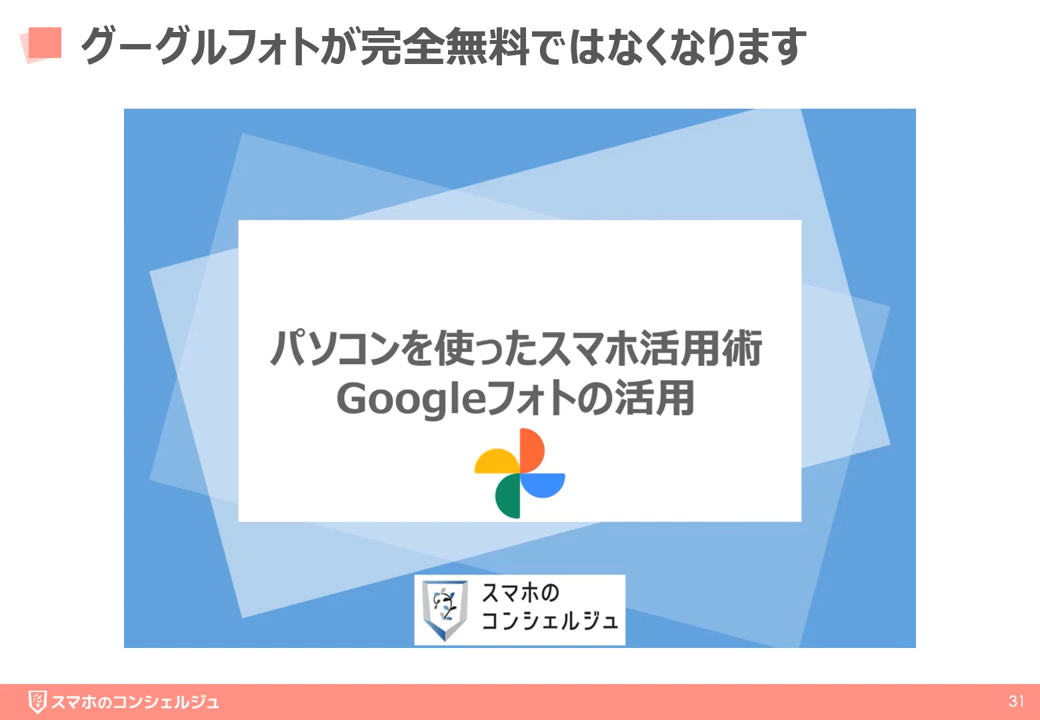 グーグルフォトが完全無料ではなくなります
パソコンを使ったスマホ活用術
Googleフォトの活用
スマホの
コンシェルジュ
スマホのコンシェルジュ
31